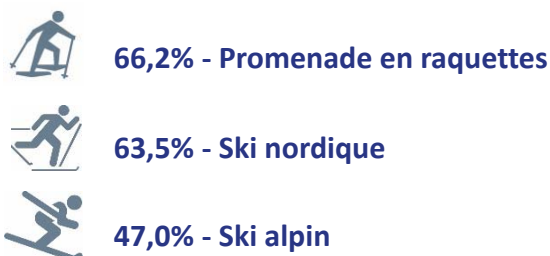 66,2% - Promenade en raquettes
63,5% - Ski nordique
47,0% - Ski alpin